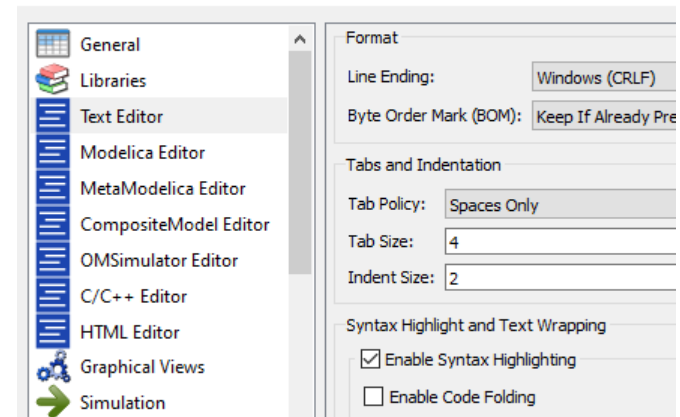 General
Libraries
Text Editor
Modelica Editor
MetaModelica Editor
CompositeModel Editor
OMSimulator Editor
C/C++ Editor
HTML Editor
Graphical Views
Simulation
Format
Line Ending: Windows (CRLF)
Byte Order Mark (BOM): Keep If Already Pre
Tabs and Indentation
Tab Policy: Spaces Only
Tab Size: 4
Indent Size: 2
Syntax Highlight and Text Wrapping
Enable Syntax Highlighting
Enable Code Folding